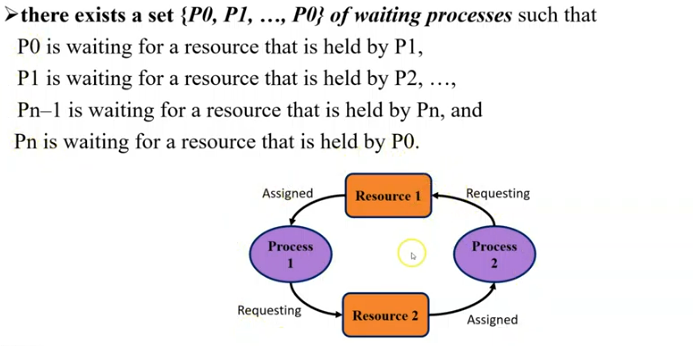 ➢there exists a set {P0, P1, …, P0} of waiting processes such that
P0 is waiting for a resource that is held by P1,
P1 is waiting for a resource that is held by P2, …,
Pn–1 is waiting for a resource that is held by Pn, and
Pn is waiting for a resource that is held by P0.
Assigned
Resource 1
Requesting
Process
1
Process
2
Requesting
Resource 2
Assigned